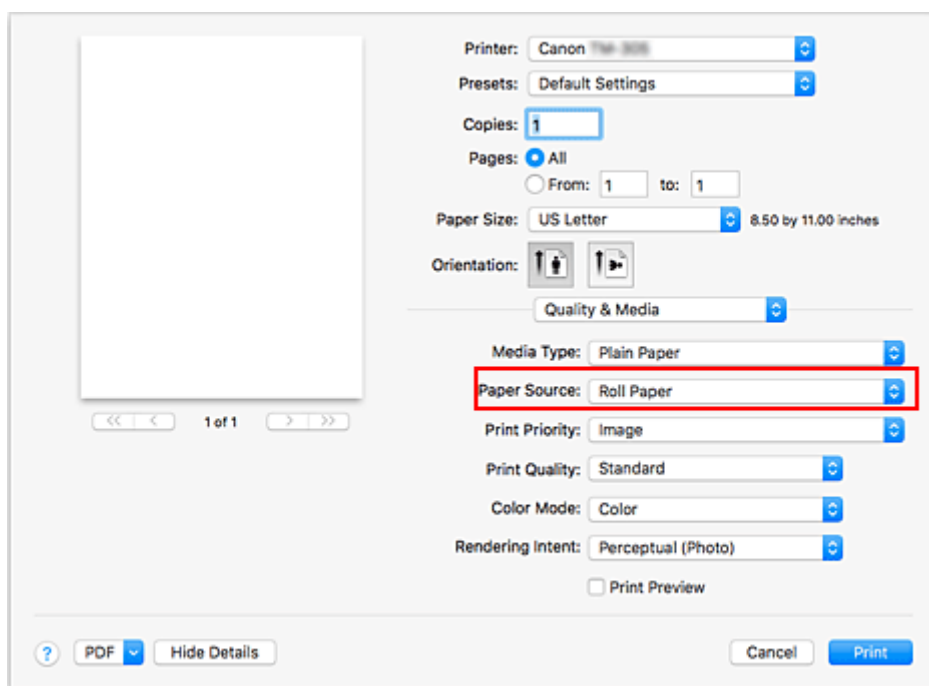 Printer: Canon
Presets: Default Settings
Copies: 1
Pages: All
From: 1 to: 1
Paper Size: US Letter 8.50 by 11.00 inches
Orientation:
Quality & Media
Media Type: Plain Paper
Paper Source: Roll Paper
1 of 1
Print Priority: Image
Print Quality: Standard
Color Mode: Color
Rendering Intent: Perceptual (Photo)
Print Preview
? PDF Hide Details Cancel Print